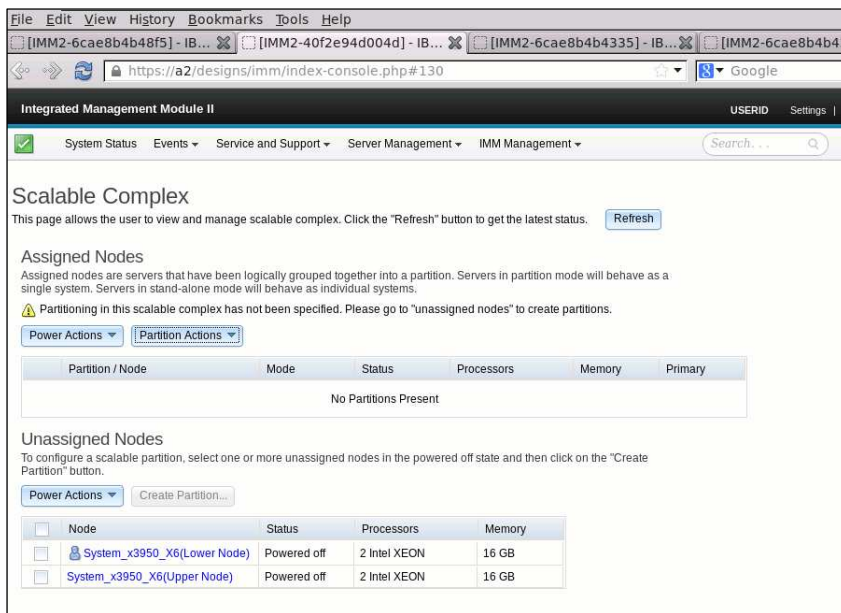 File Edit View History Bookmarks Tools Help
[IMM2-6cae8b4b48f5] - IB... [IMM2-40f2e94d004d] - IB... [IMM2-6cae8b4b4335] - IB... [IMM2-6cae8b4b4
https://a2/designs/imm/index-console.php#130 Google
Integrated Management Module II USERID Settings |
System Status Events Service and Support Server Management IMM Management Search...
Scalable Complex
This page allows the user to view and manage scalable complex. Click the "Refresh" button to get the latest status. Refresh
Assigned Nodes
Assigned nodes are servers that have been logically grouped together into a partition. Servers in partition mode will behave as a
single system. Servers in stand-alone mode will behave as individual systems.
Partitioning in this scalable complex has not been specified. Please go to "unassigned nodes" to create partitions.
Power Actions Partition Actions
Partition / Node Mode Status Processors Memory Primary
No Partitions Present
Unassigned Nodes
To configure a scalable partition, select one or more unassigned nodes in the powered off state and then click on the "Create
Partition" button.
Power Actions Create Partition...
Node Status Processors Memory
System_x3950_X6(Lower Node) Powered off 2 Intel XEON 16 GB
System_x3950_X6(Upper Node) Powered off 2 Intel XEON 16 GB